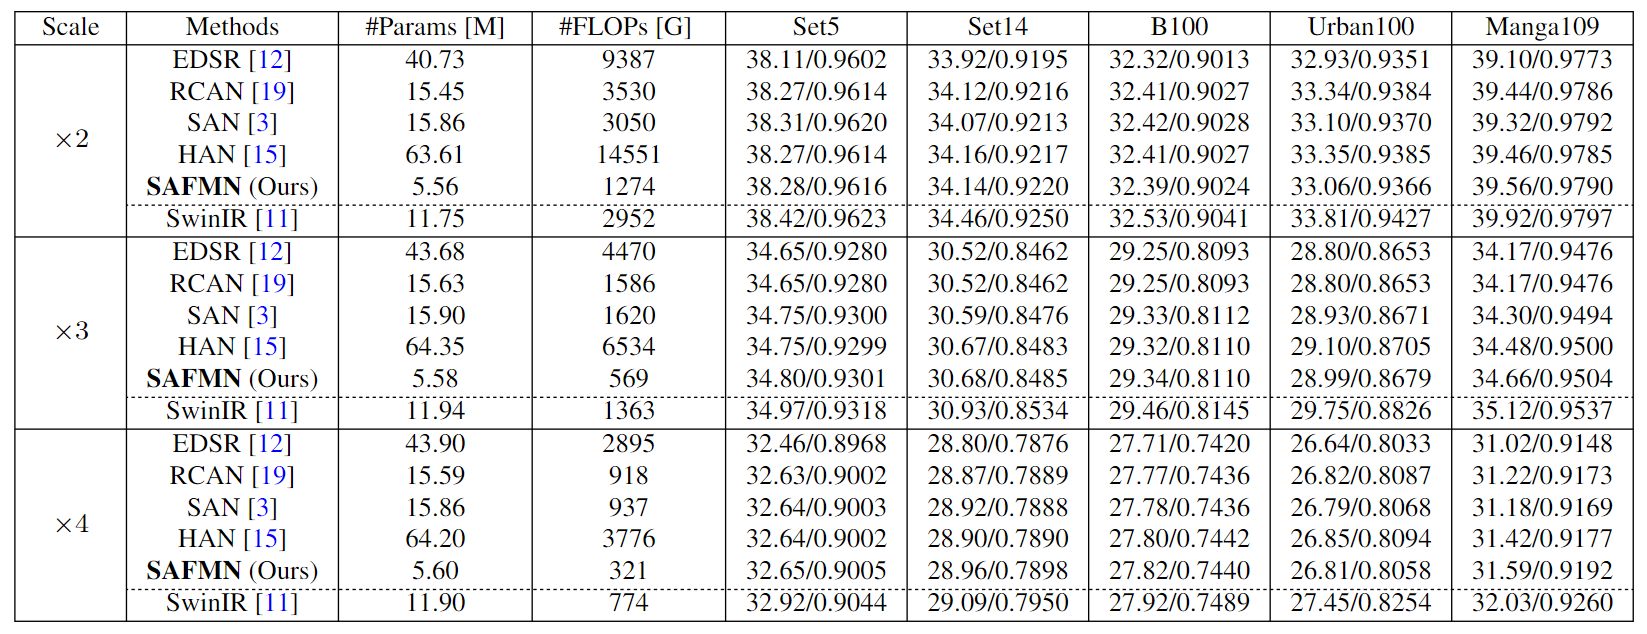 Scale Methods #Params [M] #FLOPs [G] Set5 Set14 B100 Urban100 Manga109
EDSR [12] 40.73 9387 38.11/0.9602 33.92/0.9195 32.32/0.9013 32.93/0.9351 39.10/0.9773
RCAN [19] 15.45 3530 38.27/0.9614 34.12/0.9216 32.41/0.9027 33.34/0.9384 39.44/0.9786
SAN [3] 15.86 3050 38.31/0.9620 34.07/0.9213 32.42/0.9028 33.10/0.9370 39.32/0.9792
×2
HAN [15] 63.61 14551 38.27/0.9614 34.16/0.9217 32.41/0.9027 33.35/0.9385 39.46/0.9785
SAFMN (Ours) 5.56 1274 38.28/0.9616 34.14/0.9220 32.39/0.9024 33.06/0.9366 39.56/0.9790
SwinIR [11] 11.75 2952 38.42/0.9623 34.46/0.9250 32.53/0.9041 33.81/0.9427 39.92/0.9797
EDSR [12] 43.68 4470 34.65/0.9280 30.52/0.8462 29.25/0.8093 28.80/0.8653 34.17/0.9476
RCAN [19] 15.63 1586 34.65/0.9280 30.52/0.8462 29.25/0.8093 28.80/0.8653 34.17/0.9476
SAN [3] 15.90 1620 34.75/0.9300 30.59/0.8476 29.33/0.8112 28.93/0.8671 34.30/0.9494
×3
HAN [15] 64.35 6534 34.75/0.9299 30.67/0.8483 29.32/0.8110 29.10/0.8705 34.48/0.9500
SAFMN (Ours) 5.58 569 34.80/0.9301 30.68/0.8485 29.34/0.8110 28.99/0.8679 34.66/0.9504
SwinIR [11] 11.94 1363 34.97/0.9318 30.93/0.8534 29.46/0.8145 29.75/0.8826 35.12/0.9537
EDSR [12] 43.90 2895 32.46/0.8968 28.80/0.7876 27.71/0.7420 26.64/0.8033 31.02/0.9148
RCAN [19] 15.59 918 32.63/0.9002 28.87/0.7889 27.77/0.7436 26.82/0.8087 31.22/0.9173
SAN [3] 15.86 937 32.64/0.9003 28.92/0.7888 27.78/0.7436 26.79/0.8068 31.18/0.9169
×4
HAN [15] 64.20 3776 32.64/0.9002 28.90/0.7890 27.80/0.7442 26.85/0.8094 31.42/0.9177
SAFMN (Ours) 5.60 321 32.65/0.9005 28.96/0.7898 27.82/0.7440 26.81/0.8058 31.59/0.9192
SwinIR [11] 11.90 774 32.92/0.9044 29.09/0.7950 27.92/0.7489 27.45/0.8254 32.03/0.9260